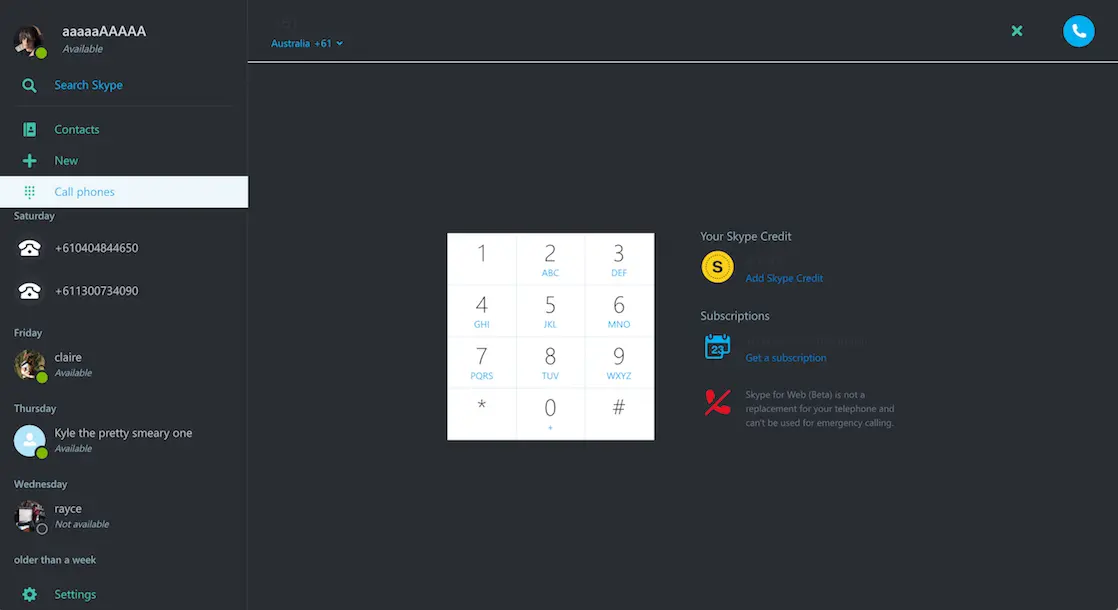 aaaaaAAAAA
Available
Search Skype
Contacts
New
Call phones
Saturday
+610404844650
+611300734090
Friday
claire
Available
Thursday
Kyle the pretty smeary one
Available
Wednesday
rayce
Not available
older than a week
Settings
Australia +61
1
2
3
ABC
DEF
4
5
6
GHI
JKL
MNO
7
8
9
PQRS
TUV
WXYZ
*
0
#
+
Your Skype Credit
S
Add Skype Credit
Subscriptions
23
Get a subscription
Skype for Web (Beta) is not a
replacement for your telephone and
can't be used for emergency calling.